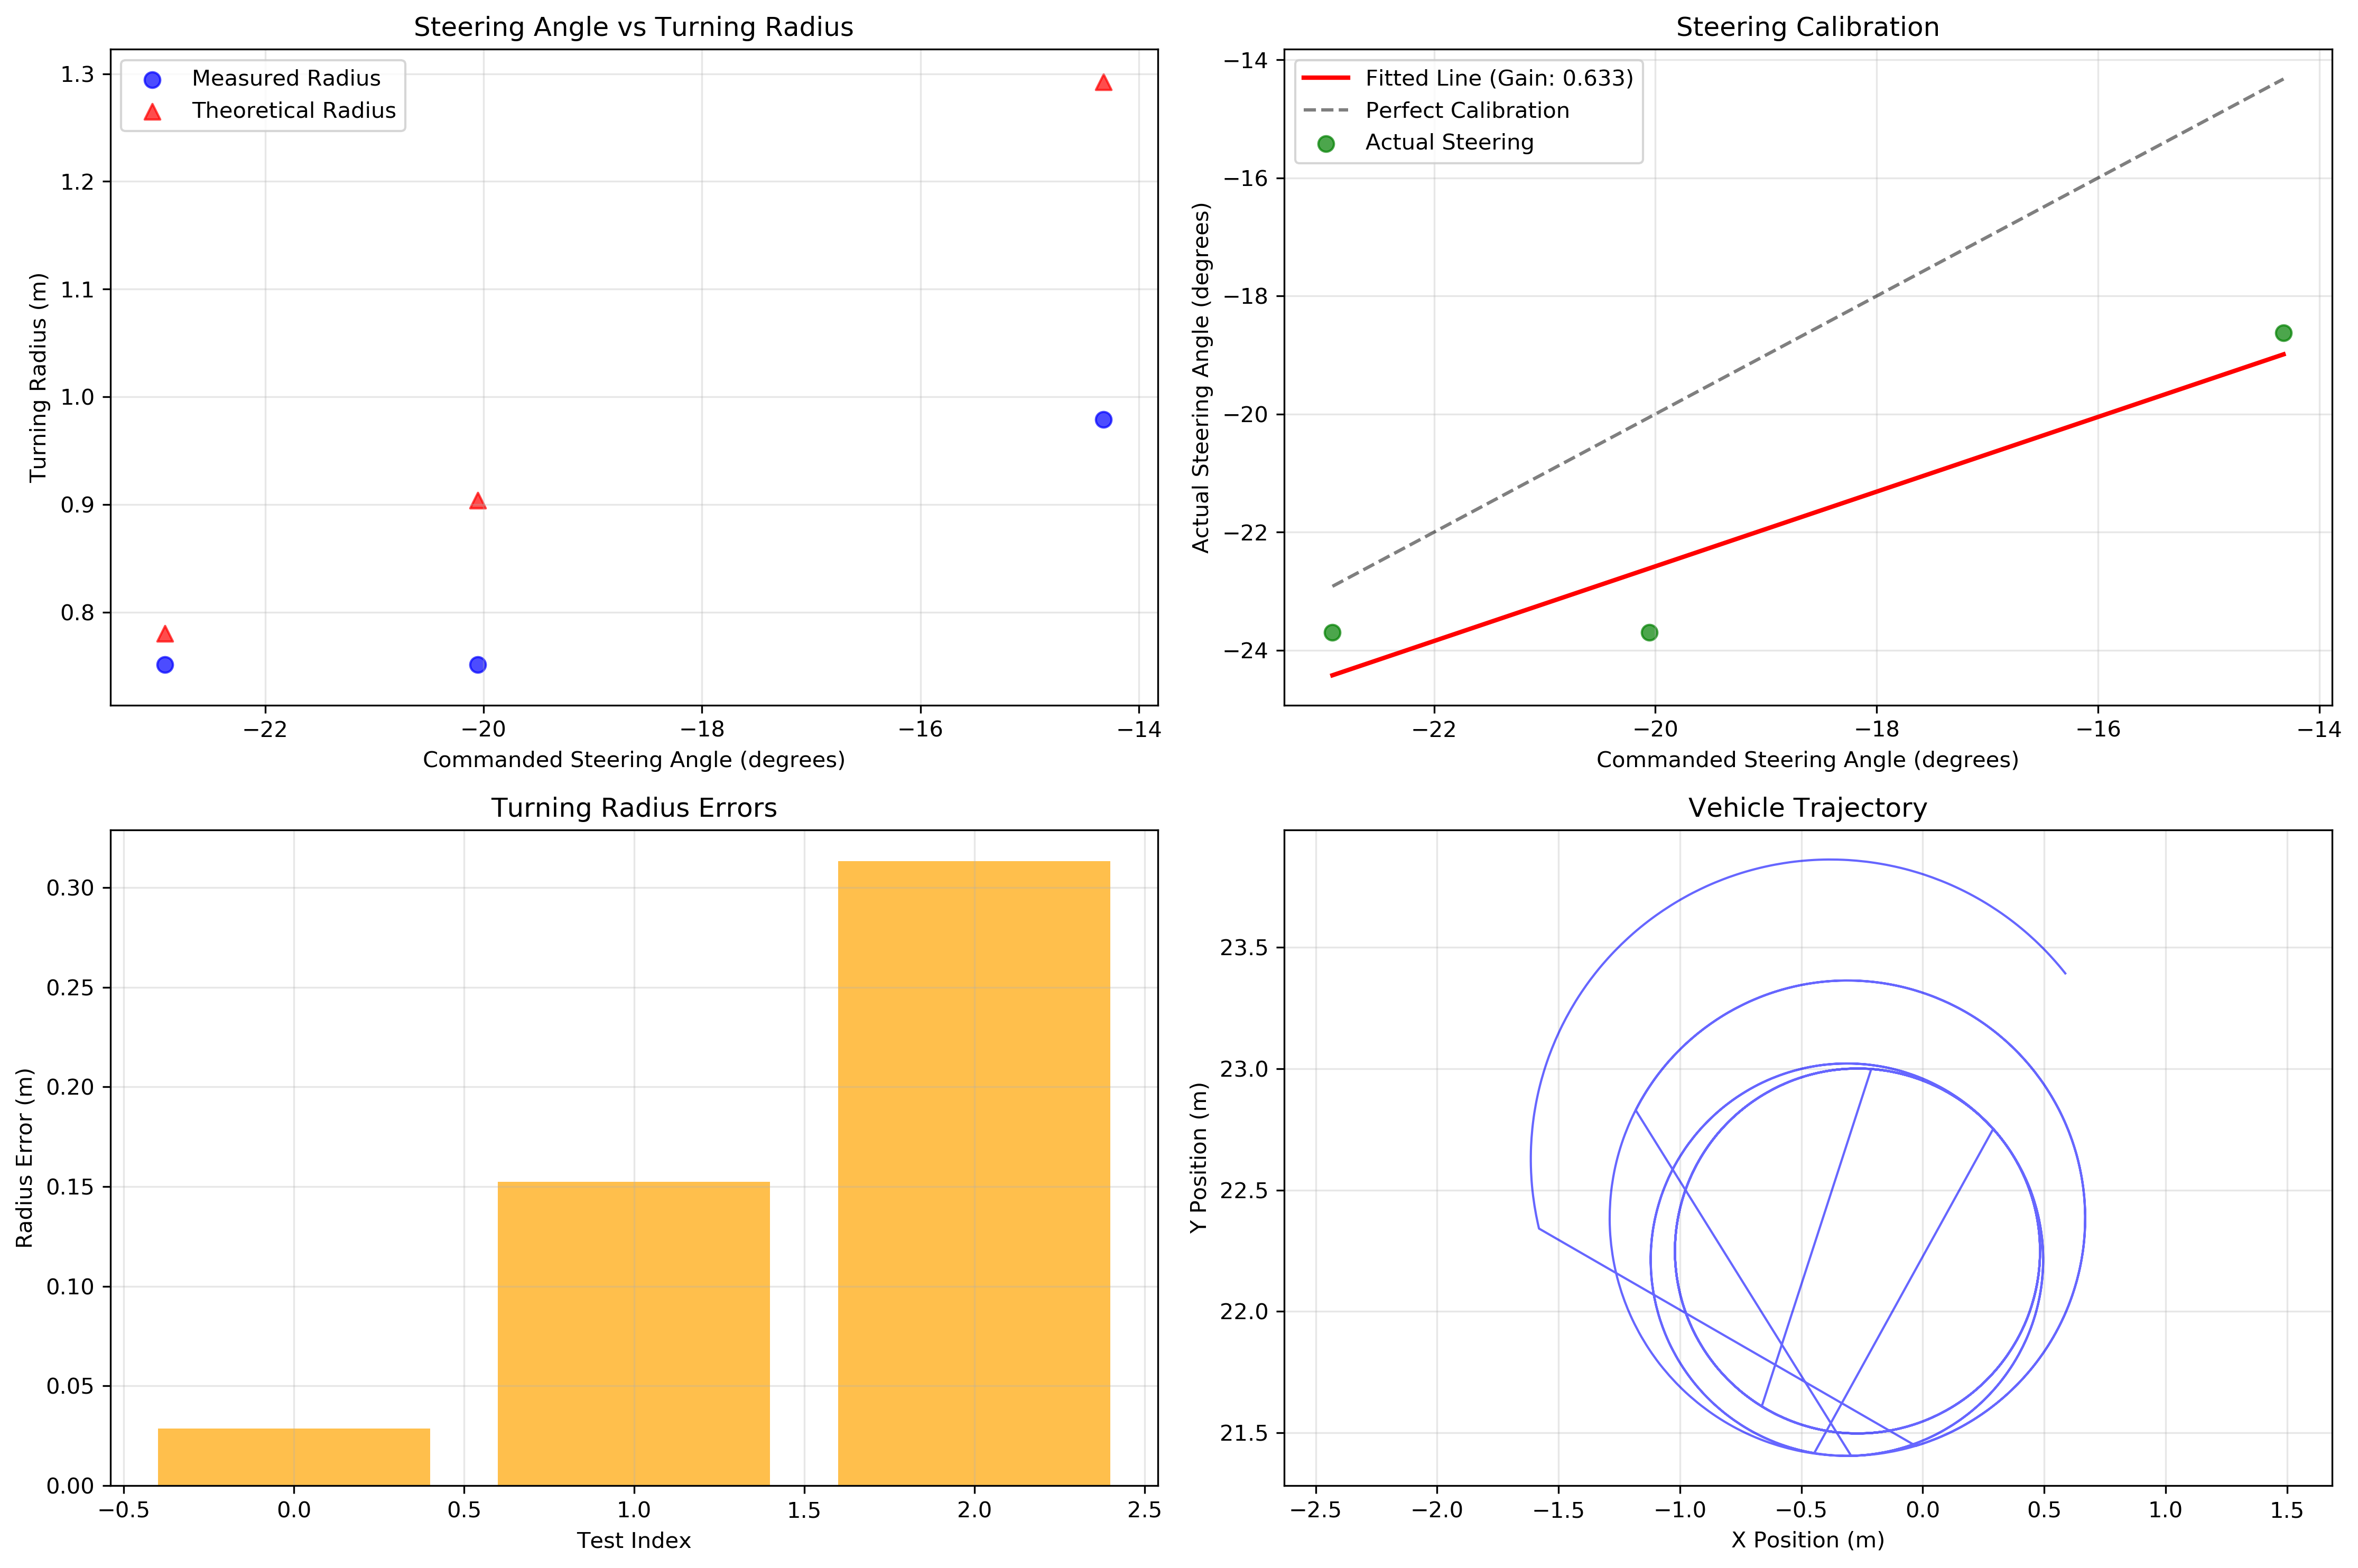 Steering Angle vs Turning Radius
Measured Radius
Theoretical Radius
1.3
1.2
1.1
1.0
0.9
0.8
Turning Radius (m)
−22 −20 −18 −16 −14
Commanded Steering Angle (degrees)
Steering Calibration
Fitted Line (Gain: 0.633)
Perfect Calibration
Actual Steering
−14
−16
−18
−20
−22
−24
Actual Steering Angle (degrees)
−22 −20 −18 −16 −14
Commanded Steering Angle (degrees)
Turning Radius Errors
0.30
0.25
0.20
0.15
0.10
0.05
0.00
Radius Error (m)
−0.5 0.0 0.5 1.0 1.5 2.0 2.5
Test Index
Vehicle Trajectory
23.5
23.0
22.5
22.0
21.5
Y Position (m)
−2.5 −2.0 −1.5 −1.0 −0.5 0.0 0.5 1.0 1.5
X Position (m)